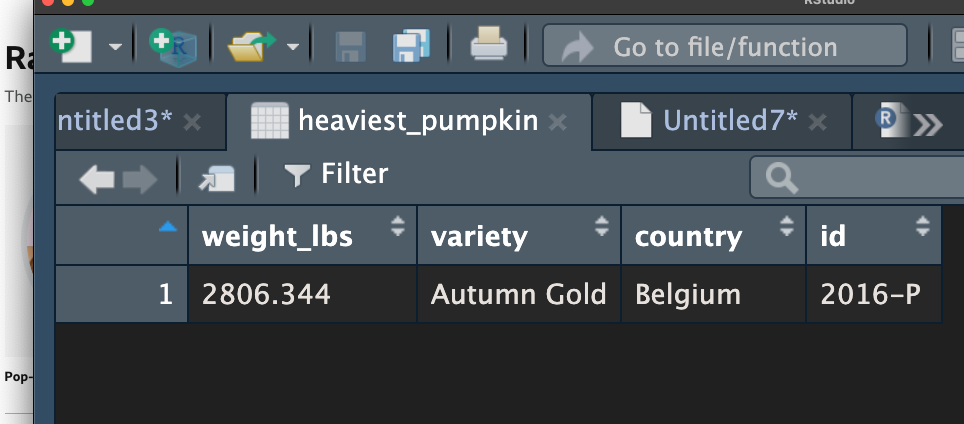 RStudio
Ra
Go to file/function
The
ntitled3*
heaviest_pumpkin
Untitled7*
R
Filter
weight_lbs variety country id
1 2806.344 Autumn Gold Belgium 2016-P
Pop-